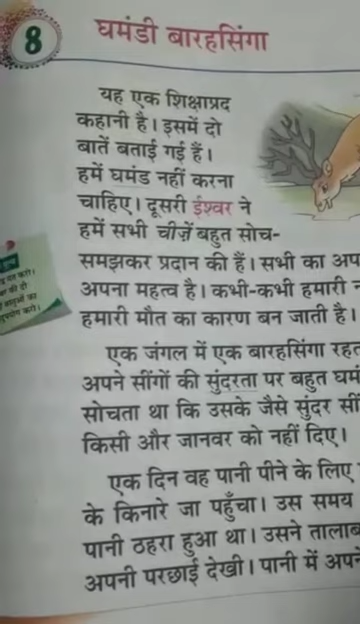 8
घमंडी बारहसिंगा
यह एक शिक्षाप्रद
कहानी है। इसमें दो
बातें बताई गई हैं।
हमें घमंड नहीं करना
चाहिए। दूसरी ईश्वर ने
हमें सभी चीज़ें बहुत सोच-
समझकर प्रदान की हैं। सभी का
अपना महत्व है। कभी-कभी हमारी
हमारी मौत का कारण बन जाती है।
एक जंगल में एक बारहसिंगा
अपने सींगों की सुंदरता पर बहुत
सोचता था कि उसके जैसे सुंदर
किसी और जानवर को नहीं दिए।
एक दिन वह पानी पीने के लिए
के किनारे जा पहुँचा। उस समय
पानी ठहरा हुआ था। उसने
अपनी परछाई देखी। पानी में